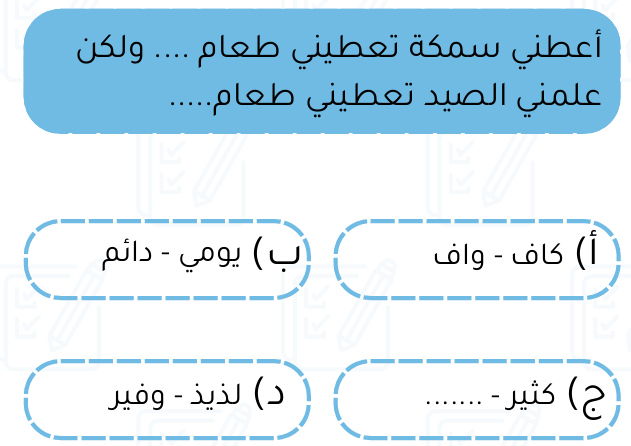 أعطني سمكة تعطيني طعام .... ولكن
علمني الصيد تعطيني طعام.....
أ) كاف - واف
ب) يومي - دائم
ج) كثير - .......
د) لذيذ - وفير